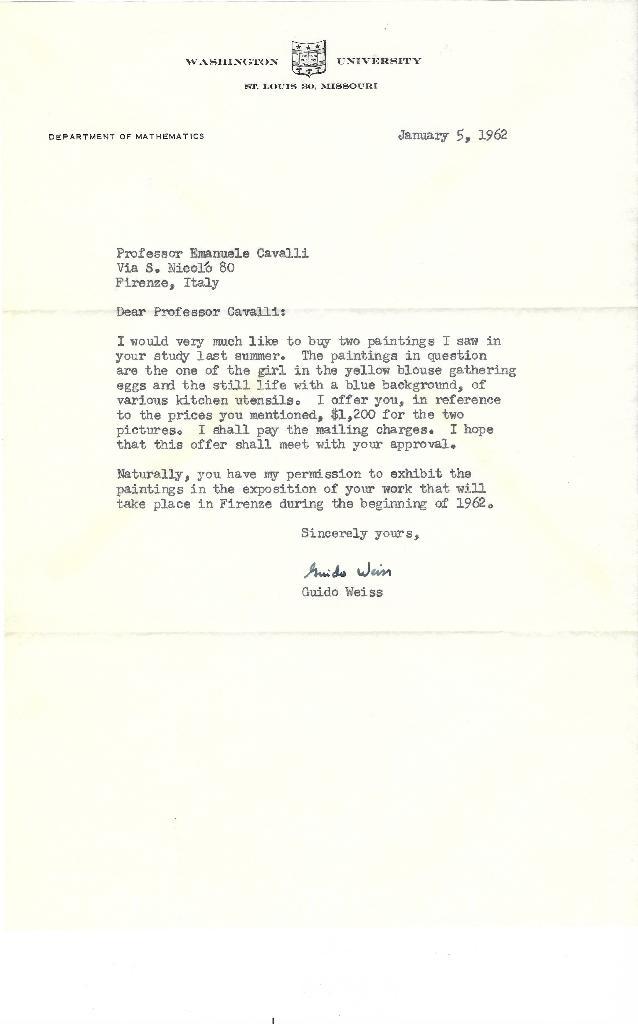 WASHINGTON UNIVERSITY
ST. LOUIS 30, MISSOURI
DEPARTMENT OF MATHEMATICS
January 5, 1962
Professor Emanuele Cavalli
Via S. Nicoló 80
Firenze, Italy
Dear Professor Cavalli:
I would very much like to buy two paintings I saw in
your study last summer. The paintings in question
are the one of the girl in the yellow blouse gathering
eggs and the still life with a blue background, of
various kitchen utensils. I offer you, in reference
to the prices you mentioned, $1,200 for the two
pictures. I shall pay the mailing charges. I hope
that this offer shall meet with your approval.
Naturally, you have my permission to exhibit the
paintings in the exposition of your work that will
take place in Firenze during the beginning of 1962.
Sincerely yours,
Guido Weiss
Guido Weiss